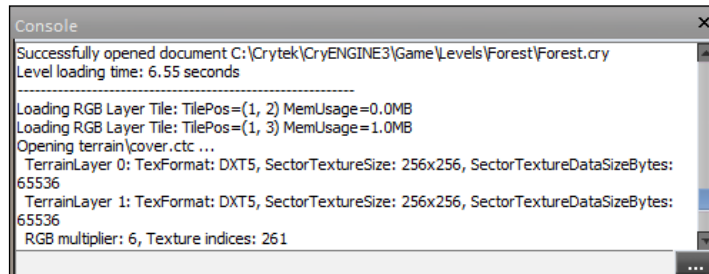 Console
Successfully opened document C:\Crytek\CryENGINE3\Game\Levels\Forest\Forest.cry
Level loading time: 6.55 seconds
-----------------------------------------------------------
Loading RGB Layer Tile: TilePos=(1, 2) MemUsage=0.0MB
Loading RGB Layer Tile: TilePos=(1, 3) MemUsage=1.0MB
Opening terrain\cover.ctc ...
TerrainLayer 0: TexFormat: DXT5, SectorTextureSize: 256x256, SectorTextureDataSizeBytes:
65536
TerrainLayer 1: TexFormat: DXT5, SectorTextureSize: 256x256, SectorTextureDataSizeBytes:
65536
RGB multiplier: 6, Texture indices: 261
...